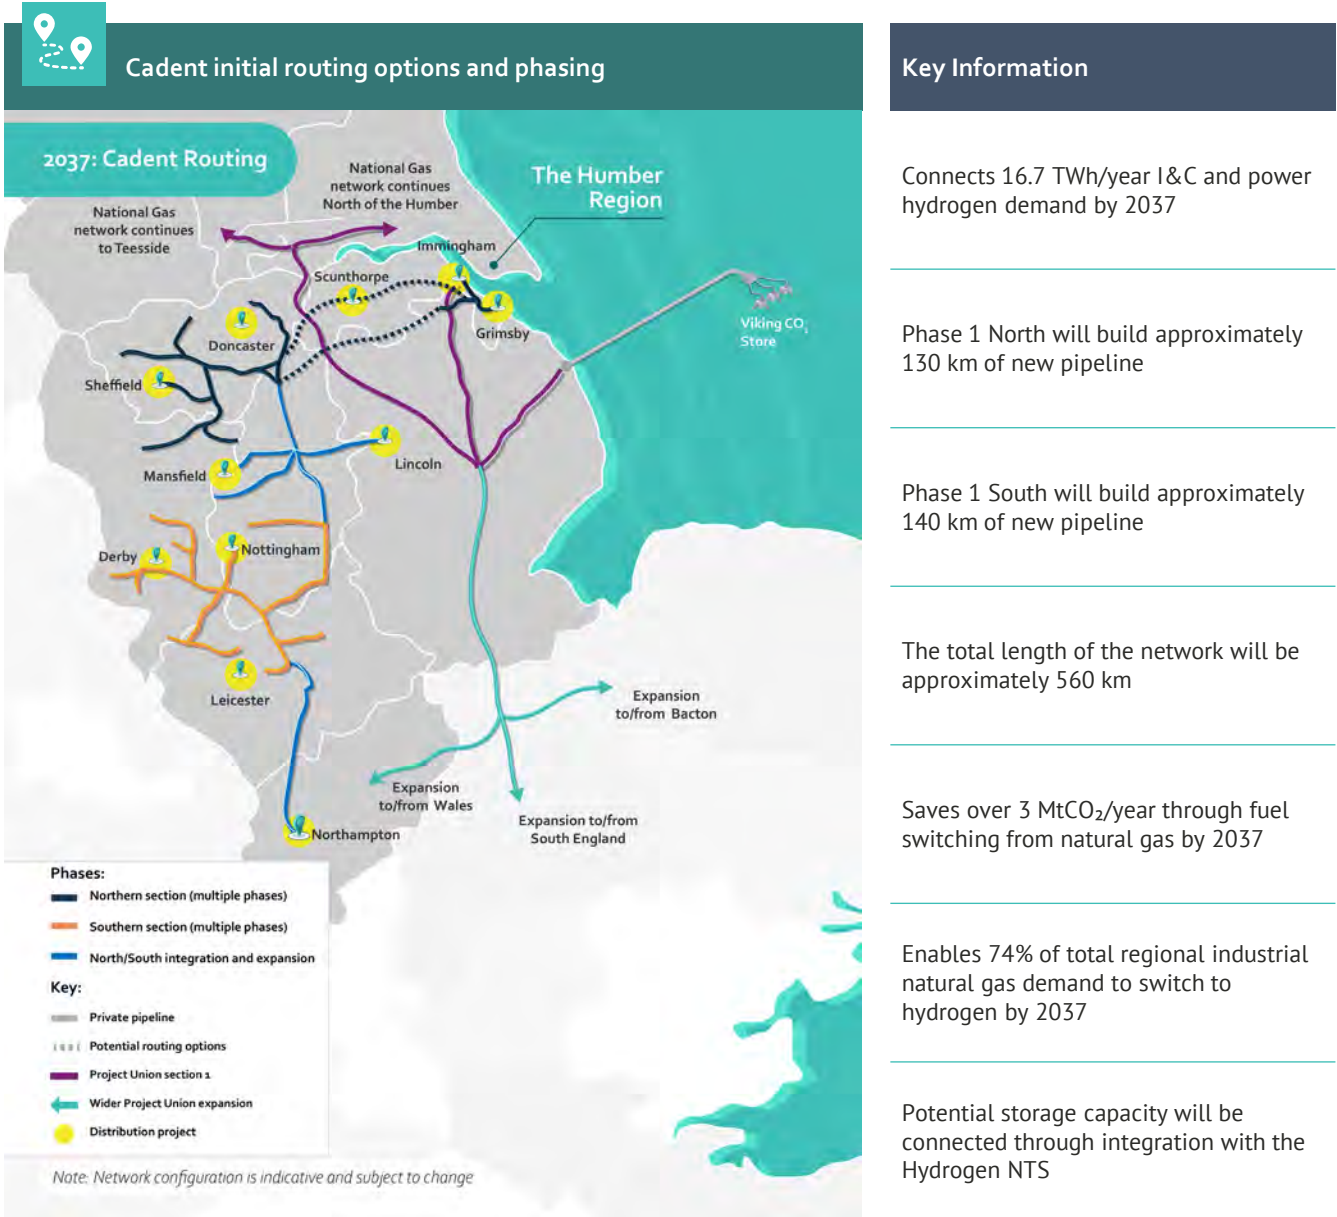 Cadent initial routing options and phasing
2037: Cadent Routing
National Gas
network continues
North of the Humber
National Gas
network continues
to Teesside
The Humber
Region
Immingham
Scunthorpe
Grimsby
Doncaster
Sheffield
Viking CO₂
Store
Lincoln
Mansfield
Derby
Nottingham
Leicester
Expansion
to/from Bacton
Expansion
to/from Wales
Expansion to/from
South England
Northampton
Phases:
Northern section (multiple phases)
Southern section (multiple phases)
North/South integration and expansion
Key:
Private pipeline
Potential routing options
Project Union section 1
Wider Project Union expansion
Distribution project
Note: Network configuration is indicative and subject to change
Key Information
Connects 16.7 TWh/year I&C and power
hydrogen demand by 2037
Phase 1 North will build approximately
130 km of new pipeline
Phase 1 South will build approximately
140 km of new pipeline
The total length of the network will be
approximately 560 km
Saves over 3 MtCO₂/year through fuel
switching from natural gas by 2037
Enables 74% of total regional industrial
natural gas demand to switch to
hydrogen by 2037
Potential storage capacity will be
connected through integration with the
Hydrogen NTS